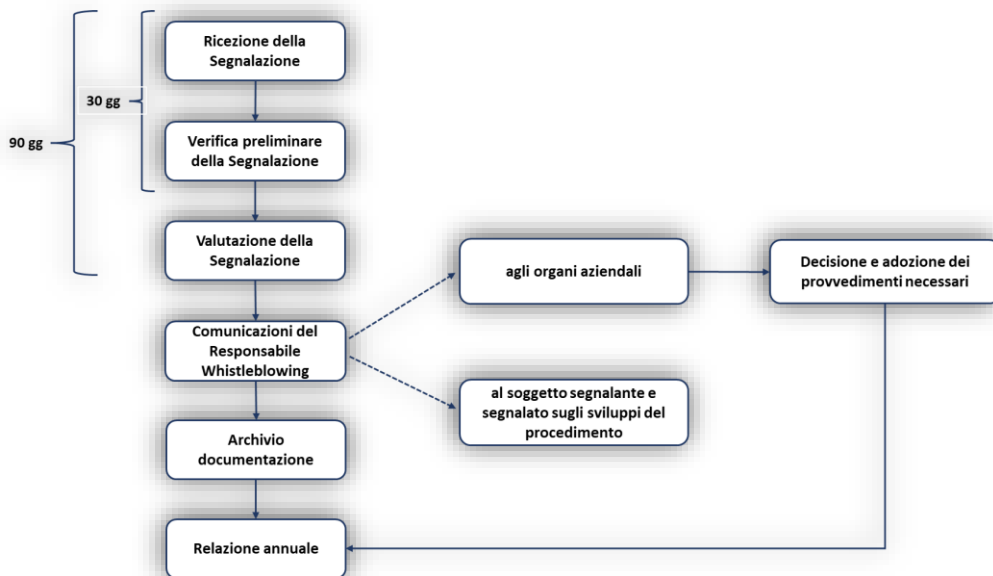 Ricezione della
Segnalazione
30 gg
90 gg
Verifica preliminare
della Segnalazione
Valutazione della
Segnalazione
agli organi aziendali
Decisione e adozione dei
provvedimenti necessari
Comunicazioni del
Responsabile
Whistleblowing
al soggetto segnalante e
segnalato sugli sviluppi del
procedimento
Archivio
documentazione
Relazione annuale